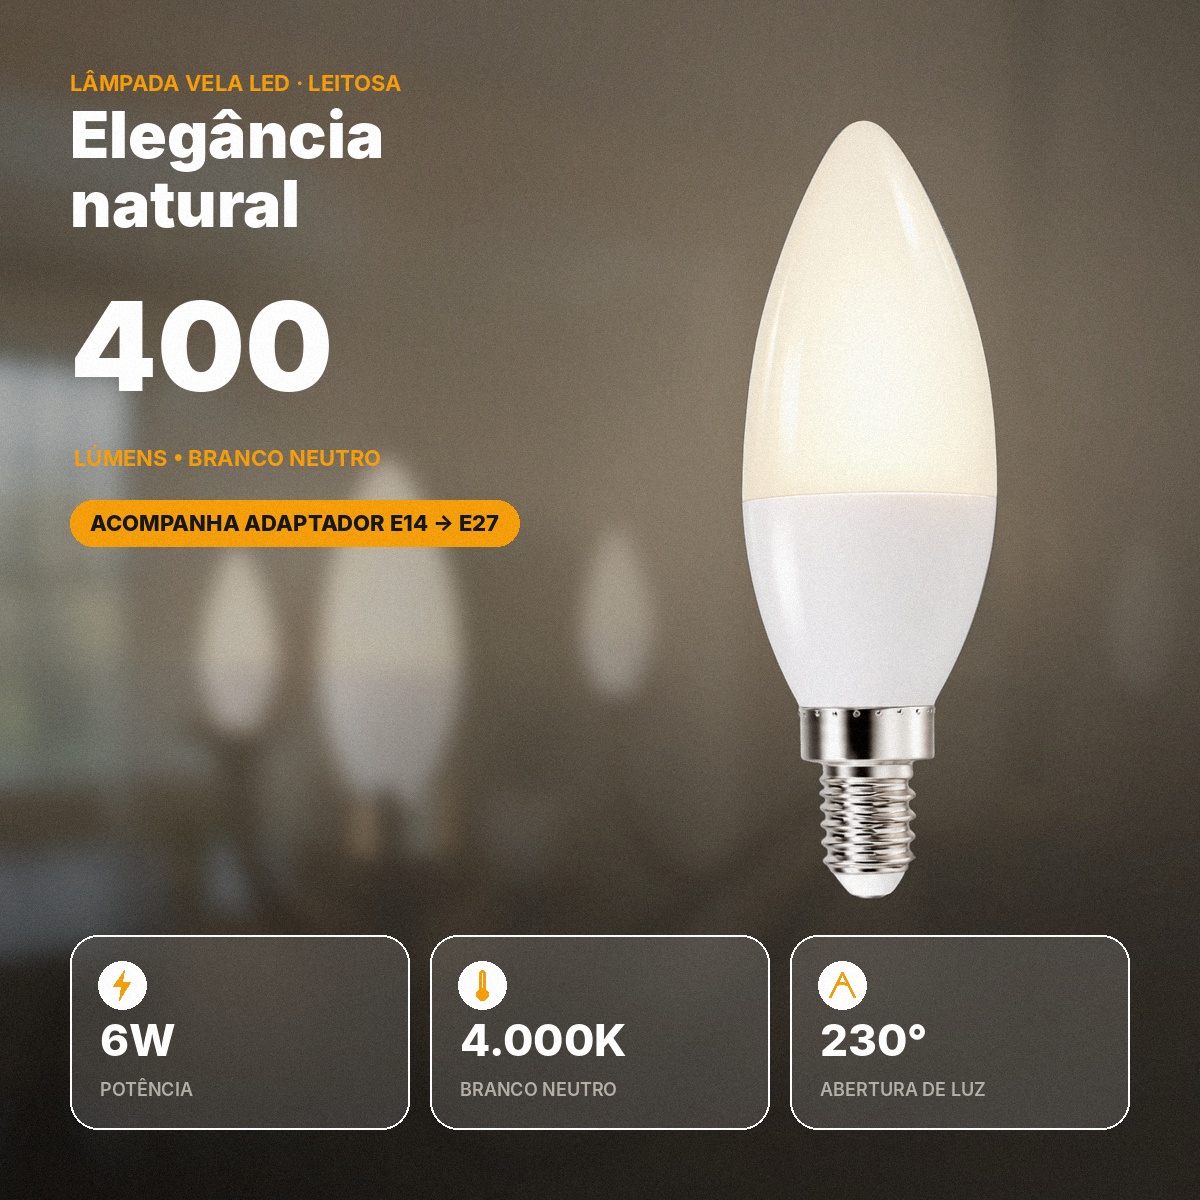 LÂMPADA VELA LED · LEITOSA
Elegância
natural
400
LÚMENS • BRANCO NEUTRO
ACOMPANHA ADAPTADOR E14 → E27
6W
POTÊNCIA
4.000K
BRANCO NEUTRO
230°
ABERTURA DE LUZ